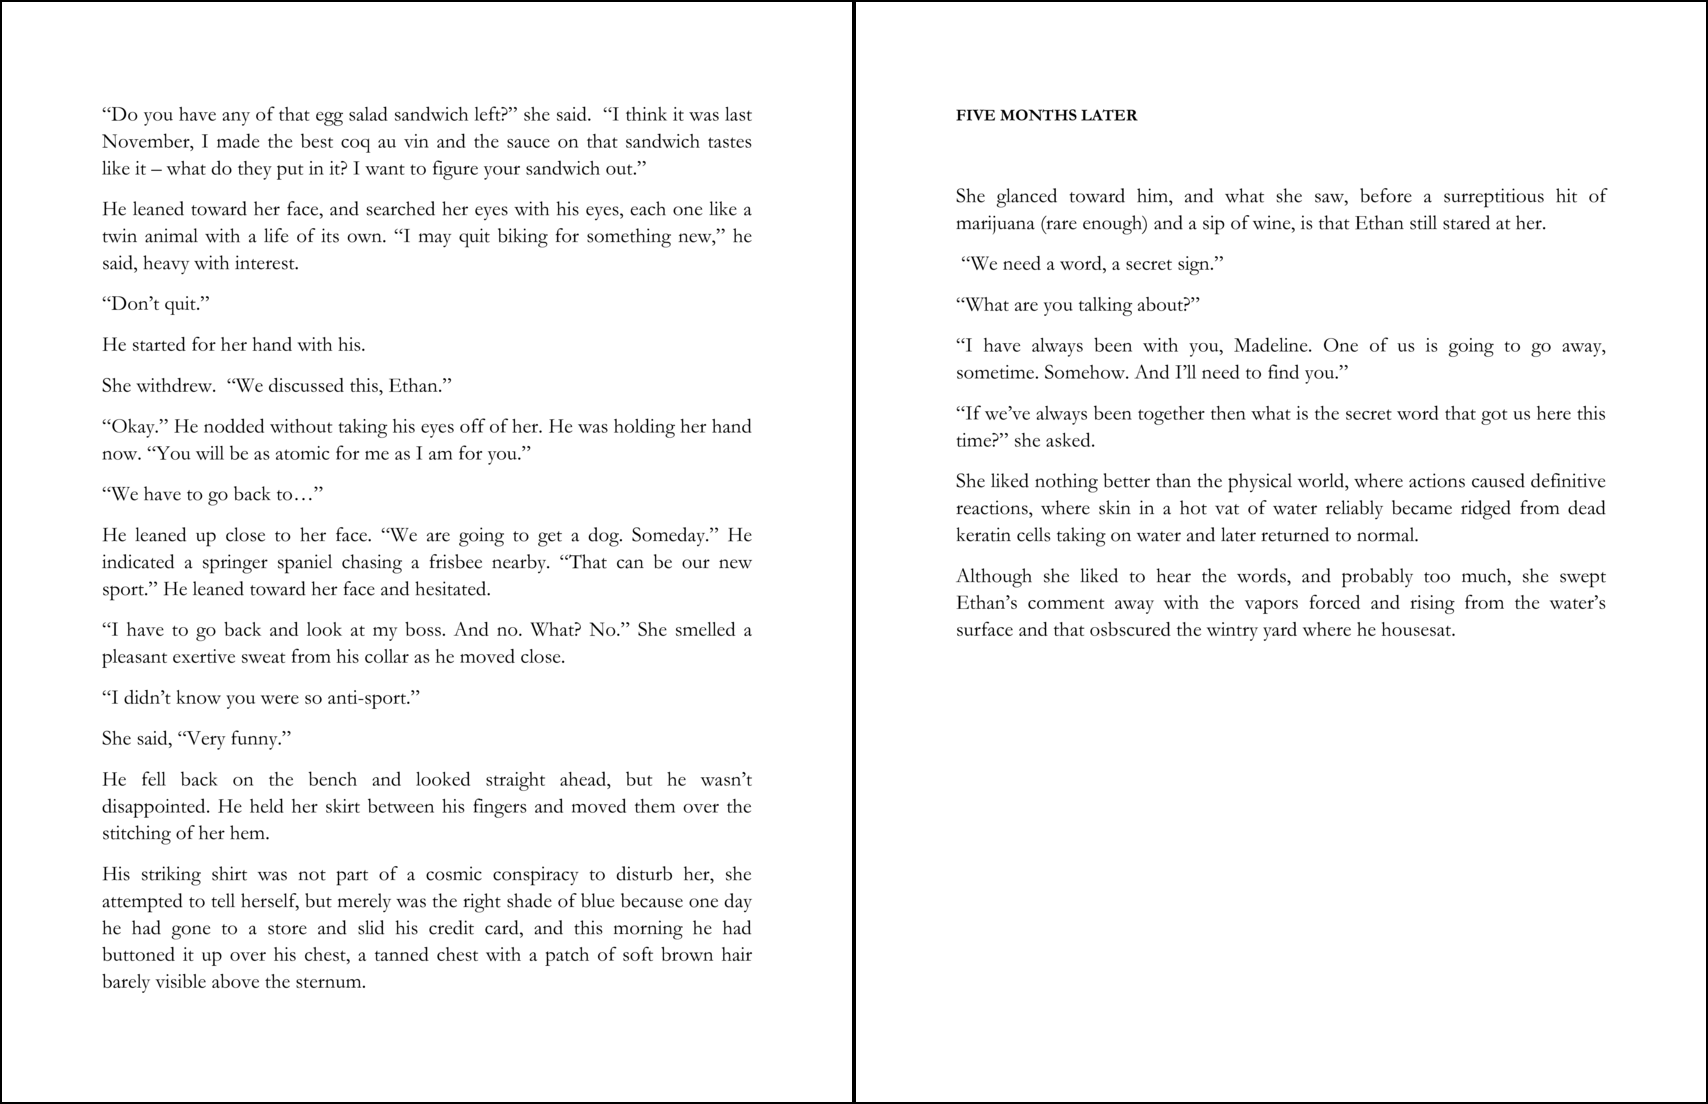 “Do you have any of that egg salad sandwich left?” she said.  “I think it was last
November, I made the best coq au vin and the sauce on that sandwich tastes
like it – what do they put in it? I want to figure your sandwich out.”
He leaned toward her face, and searched her eyes with his eyes, each one like a
twin animal with a life of its own. “I may quit biking for something new,” he
said, heavy with interest.
“Don’t quit.”
He started for her hand with his.
She withdrew.  “We discussed this, Ethan.”
“Okay.” He nodded without taking his eyes off of her. He was holding her hand
now. “You will be as atomic for me as I am for you.”
“We have to go back to…”
He leaned up close to her face. “We are going to get a dog. Someday.” He
indicated a springer spaniel chasing a frisbee nearby. “That can be our new
sport.” He leaned toward her face and hesitated.
“I have to go back and look at my boss. And no. What? No.” She smelled a
pleasant exertive sweat from his collar as he moved close.
“I didn’t know you were so anti-sport.”
She said, “Very funny.”
He fell back on the bench and looked straight ahead, but he wasn’t
disappointed. He held her skirt between his fingers and moved them over the
stitching of her hem.
His striking shirt was not part of a cosmic conspiracy to disturb her, she
attempted to tell herself, but merely was the right shade of blue because one day
he had gone to a store and slid his credit card, and this morning he had
buttoned it up over his chest, a tanned chest with a patch of soft brown hair
barely visible above the sternum.
FIVE MONTHS LATER
She glanced toward him, and what she saw, before a surreptitious hit of
marijuana (rare enough) and a sip of wine, is that Ethan still stared at her.
“We need a word, a secret sign.”
“What are you talking about?”
“I have always been with you, Madeline. One of us is going to go away,
sometime. Somehow. And I’ll need to find you.”
“If we’ve always been together then what is the secret word that got us here this
time?” she asked.
She liked nothing better than the physical world, where actions caused definitive
reactions, where skin in a hot vat of water reliably became ridged from dead
keratin cells taking on water and later returned to normal.
Although she liked to hear the words, and probably too much, she swept
Ethan’s comment away with the vapors forced and rising from the water’s
surface and that osbscured the wintry yard where he housesat.